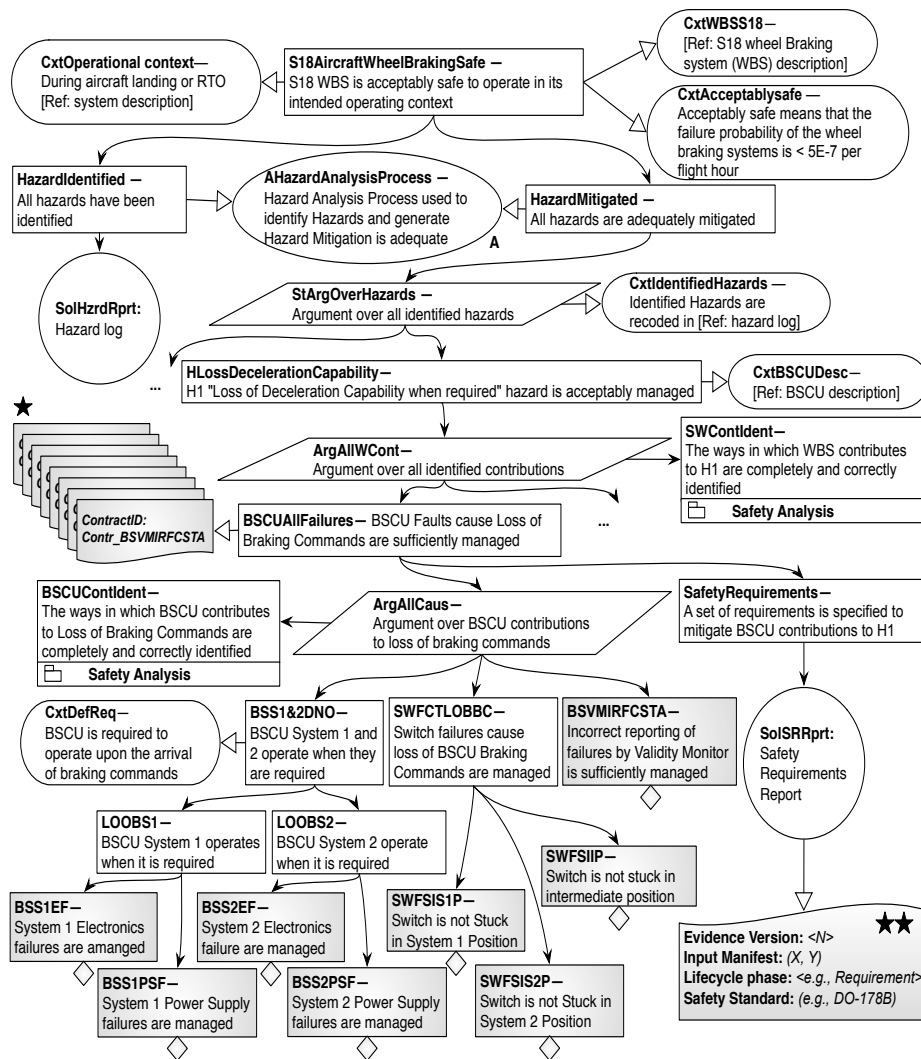 CxtOperational context—
During aircraft landing or RTO
[Ref: system description]
S18AircraftWheelBrakingSafe –
S18 WBS is acceptably safe to operate in its
intended operating context
CxtWBSS18 –
[Ref: S18 wheel Braking
system (WBS) description]
CxtAcceptablysafe –
Acceptably safe means that the
failure probability of the wheel
braking systems is < 5E-7 per
flight hour
HazardIdentified –
All hazards have been
identified
AHazardAnalysisProcess –
Hazard Analysis Process used to
identify Hazards and generate
Hazard Mitigation is adequate
A
HazardMitigated –
All hazards are adequately mitigated
SolHzrdRprt:
Hazard log
StArgOverHazards –
Argument over all identified hazards
CxtIdentifiedHazards –
Identified Hazards are
recoded in [Ref: hazard log]
...
HLossDecelerationCapability–
H1 "Loss of Deceleration Capability when required" hazard is acceptably managed
CxtBSCUDesc –
[Ref: BSCU description]
ArgAllWCont –
Argument over all identified contributions
SWContIdent–
The ways in which WBS contributes
to H1 are completely and correctly
identified
Safety Analysis
ContractID:
Contr_BSVMIRFCSTA
BSCUAllFailures– BSCU Faults cause Loss of
Braking Commands are sufficiently managed
...
BSCUContIdent–
The ways in which BSCU contributes
to Loss of Braking Commands are
completely and correctly identified
Safety Analysis
ArgAllCaus–
Argument over BSCU contributions
to loss of braking commands
SafetyRequirements–
A set of requirements is specified to
mitigate BSCU contributions to H1
CxtDefReq–
BSCU is required to
operate upon the arrival
of braking commands
BSS1&2DNO–
BSCU System 1 and
2 operate when they
are required
SWFCTLOBBC–
Switch failures cause
loss of BSCU Braking
Commands are managed
BSVMIRFCSTA–
Incorrect reporting of
failures by Validity Monitor
is sufficiently managed
SolSRRprt:
Safety
Requirements
Report
LOOBS1–
BSCU System 1 operates
when it is required
LOOBS2–
BSCU System 2 operate
when it is required
SWFSIIP–
Switch is not stuck in
intermediate position
BSS1EF–
System 1 Electronics
failures are amanged
BSS2EF–
System 2 Electronics
failure are managed
SWFSIS1P–
Switch is not Stuck
in System 1 Position
BSS1PSF–
System 1 Power Supply
failures are managed
BSS2PSF–
System 2 Power Supply
failures are managed
SWFSIS2P–
Switch is not Stuck in
System 2 Position
Evidence Version: <N>
Input Manifest: (X, Y)
Lifecycle phase: <e.g., Requirement>
Safety Standard: (e.g., DO-178B)